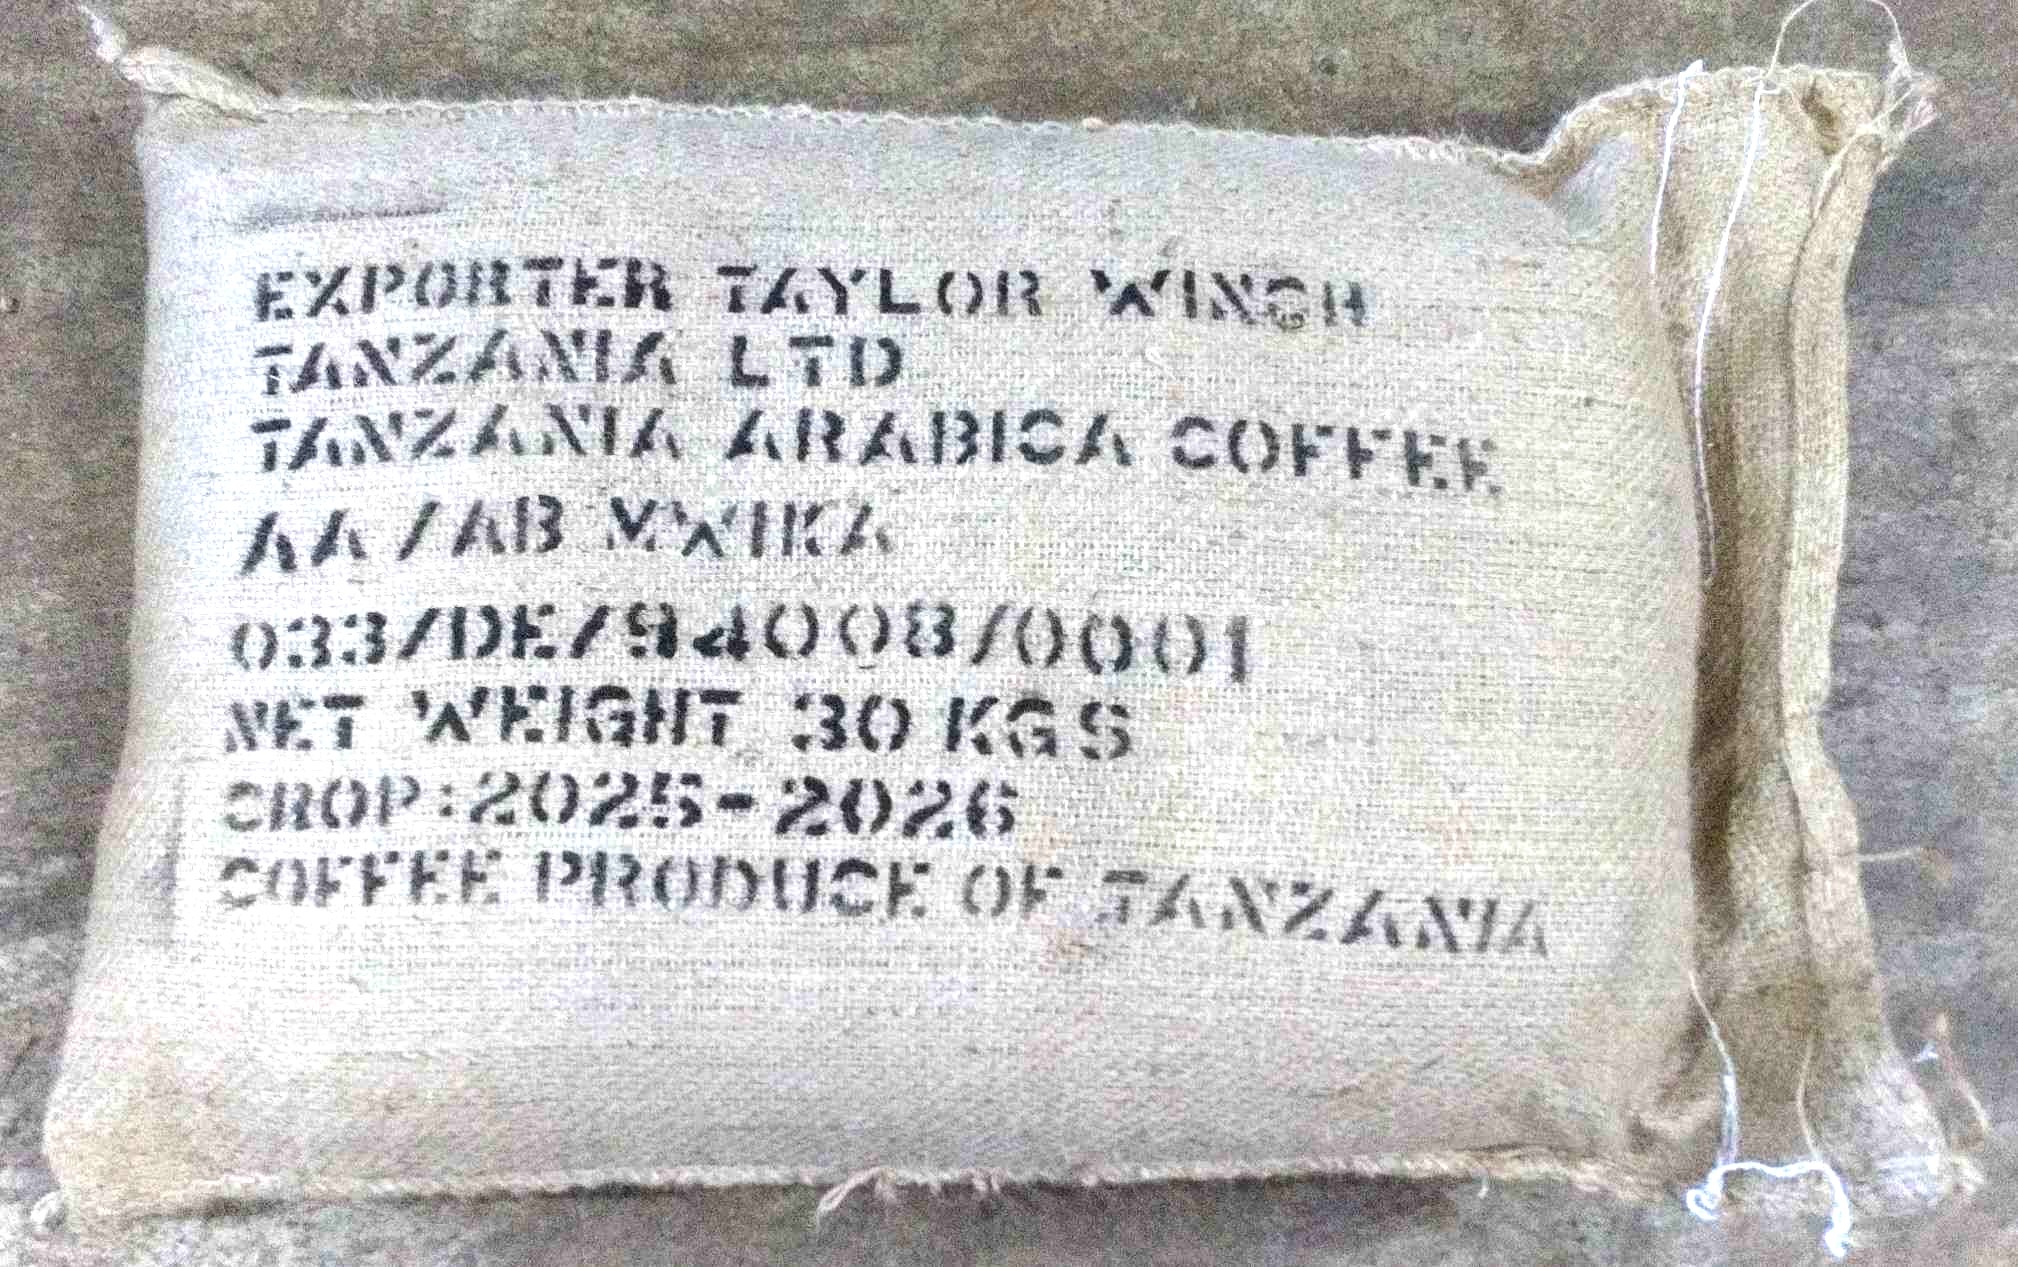 EXPORTER TAYLOR WINCH
TANZANIA LTD
TANZANIA ARABICA COFFEE
AA/AB MWIKA
033/DE/94008/0001
NET WEIGHT 30 KGS
CROP:2025-2026
COFFEE PRODUCE OF TANZANIA